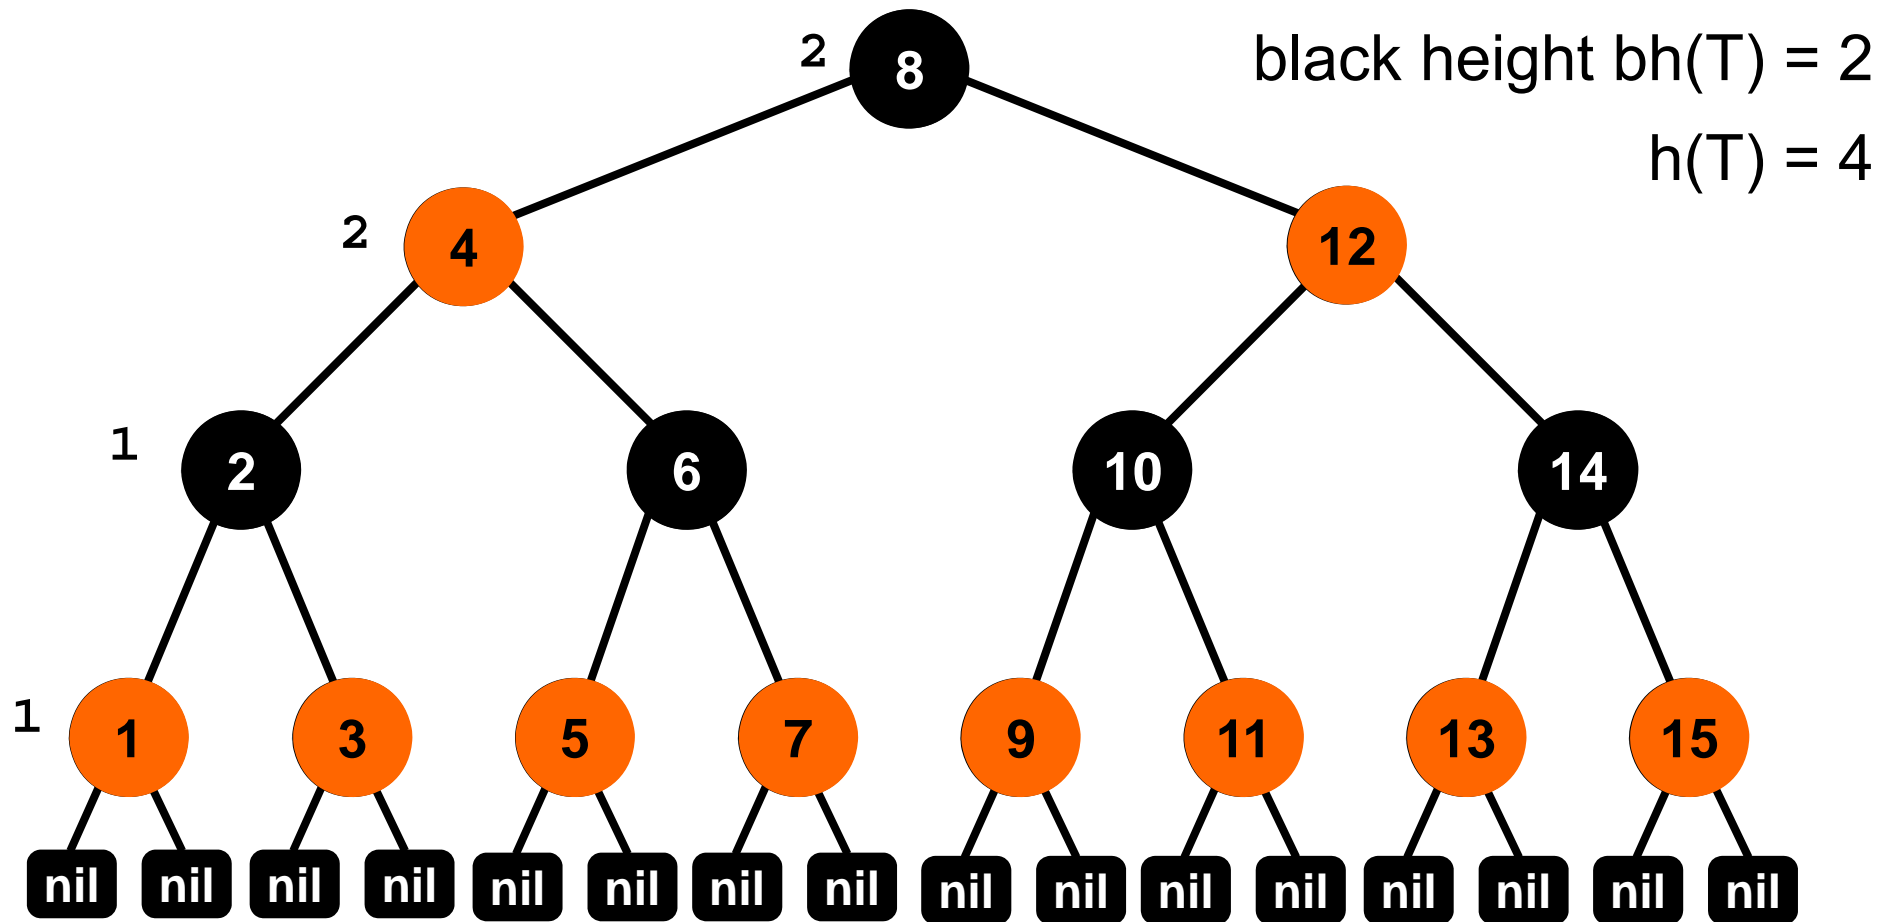 2 8 black height bh(T) = 2
h(T) = 4
2 4 12
1 2 6 10 14
1 1 3 5 7 9 11 13 15
nil nil nil nil nil nil nil nil nil nil nil nil nil nil nil nil